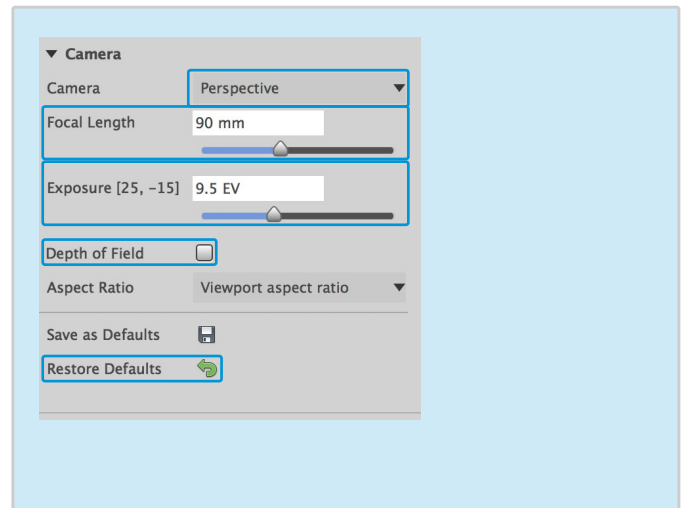 Camera
Camera Perspective
Focal Length 90 mm
Exposure [25, –15] 9.5 EV
Depth of Field
Aspect Ratio Viewport aspect ratio
Save as Defaults
Restore Defaults